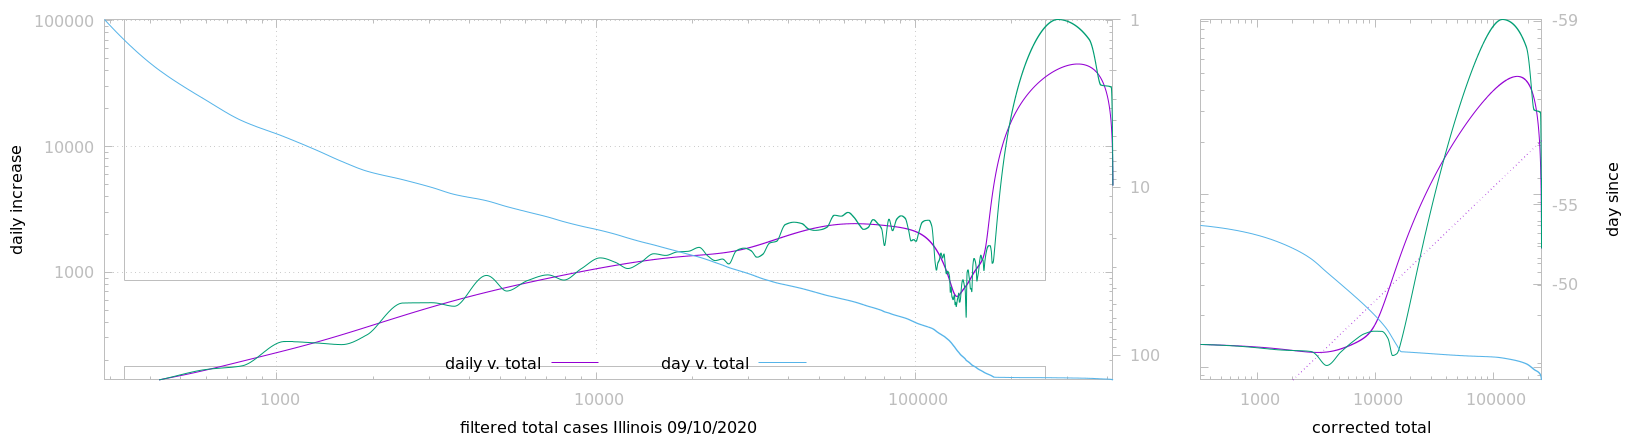 100000
10000
1000
daily increase
1
10
100
daily v. total
day v. total
1000
10000
100000
filtered total cases Illinois 09/10/2020
-59
-55
-50
day since
1000
10000
100000
corrected total